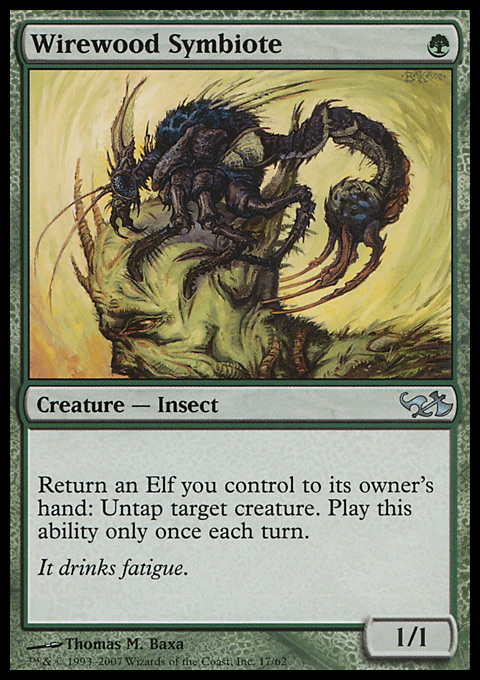 Wirewood Symbiote
Creature — Insect
Return an Elf you control to its owner's
hand: Untap target creature. Play this
ability only once each turn.
It drinks fatigue.
Thomas M. Baxa
1/1
™ & © 1993–2007 Wizards of the Coast, Inc. 17/62